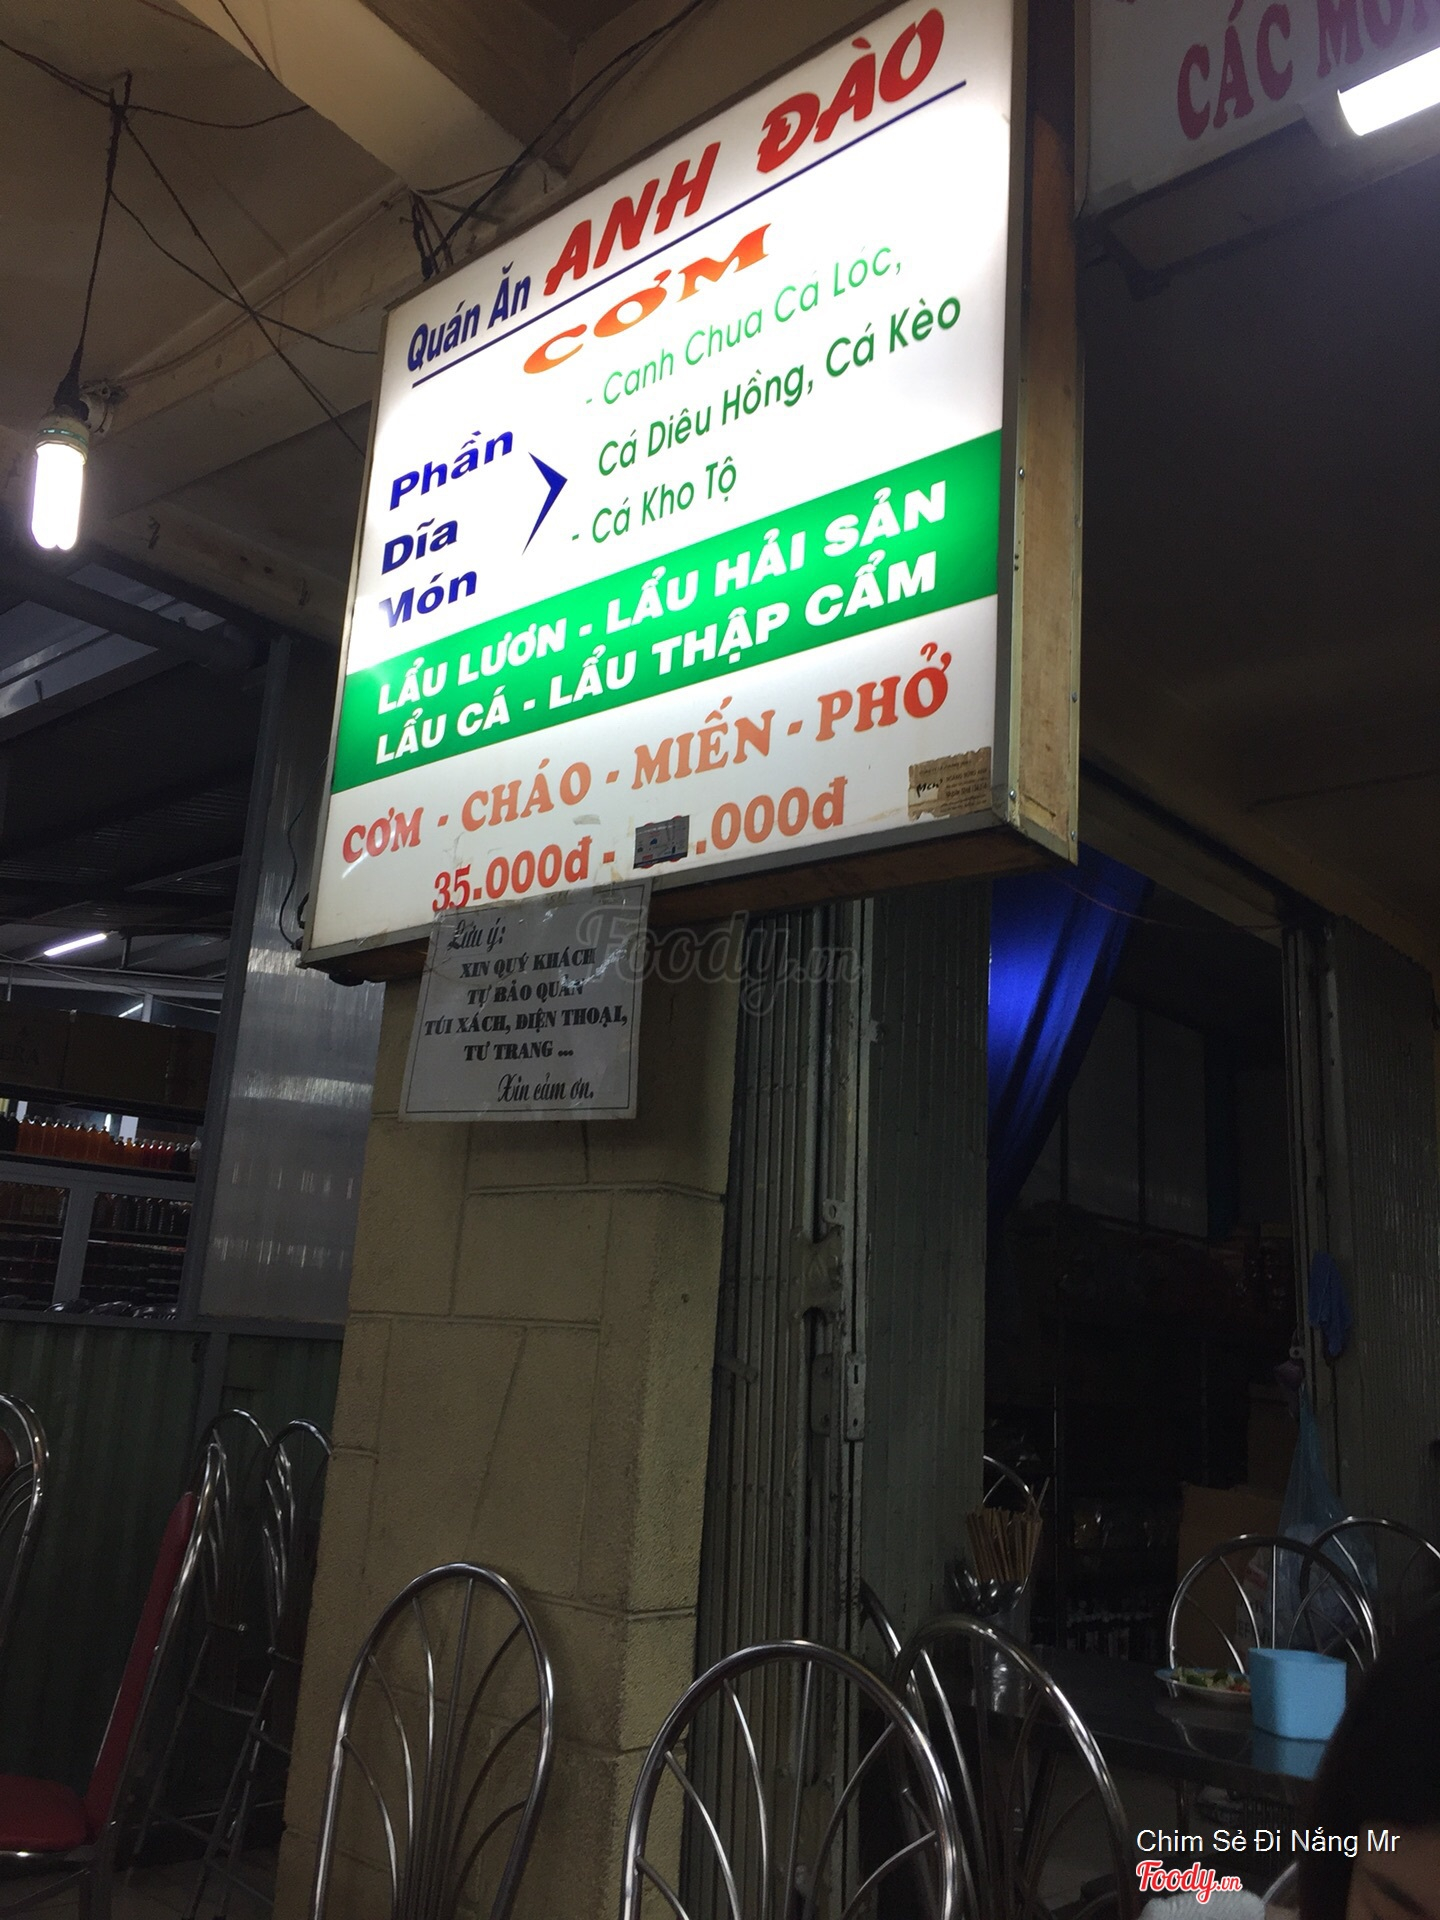 CÁC
Quán Ăn ANH ĐÀO
CƠM
Phần
Dĩa
Món
- Canh Chua Cá Lóc,
Cá Diêu Hồng, Cá Kèo
- Cá Kho Tộ
LẨU LƯƠN - LẨU HẢI SẢN
LẨU CÁ - LẨU THẬP CẨM
CƠM - CHÁO - MIẾN - PHỞ
35.000đ - .000đ
Lưu ý:
XIN QUÝ KHÁCH
TỰ BẢO QUẢN
TÚI XÁCH, ĐIỆN THOẠI,
TƯ TRANG ...
Xin cảm ơn.
Foody.vn
Chim Sẻ Đi Nắng Mr
Foody.vn